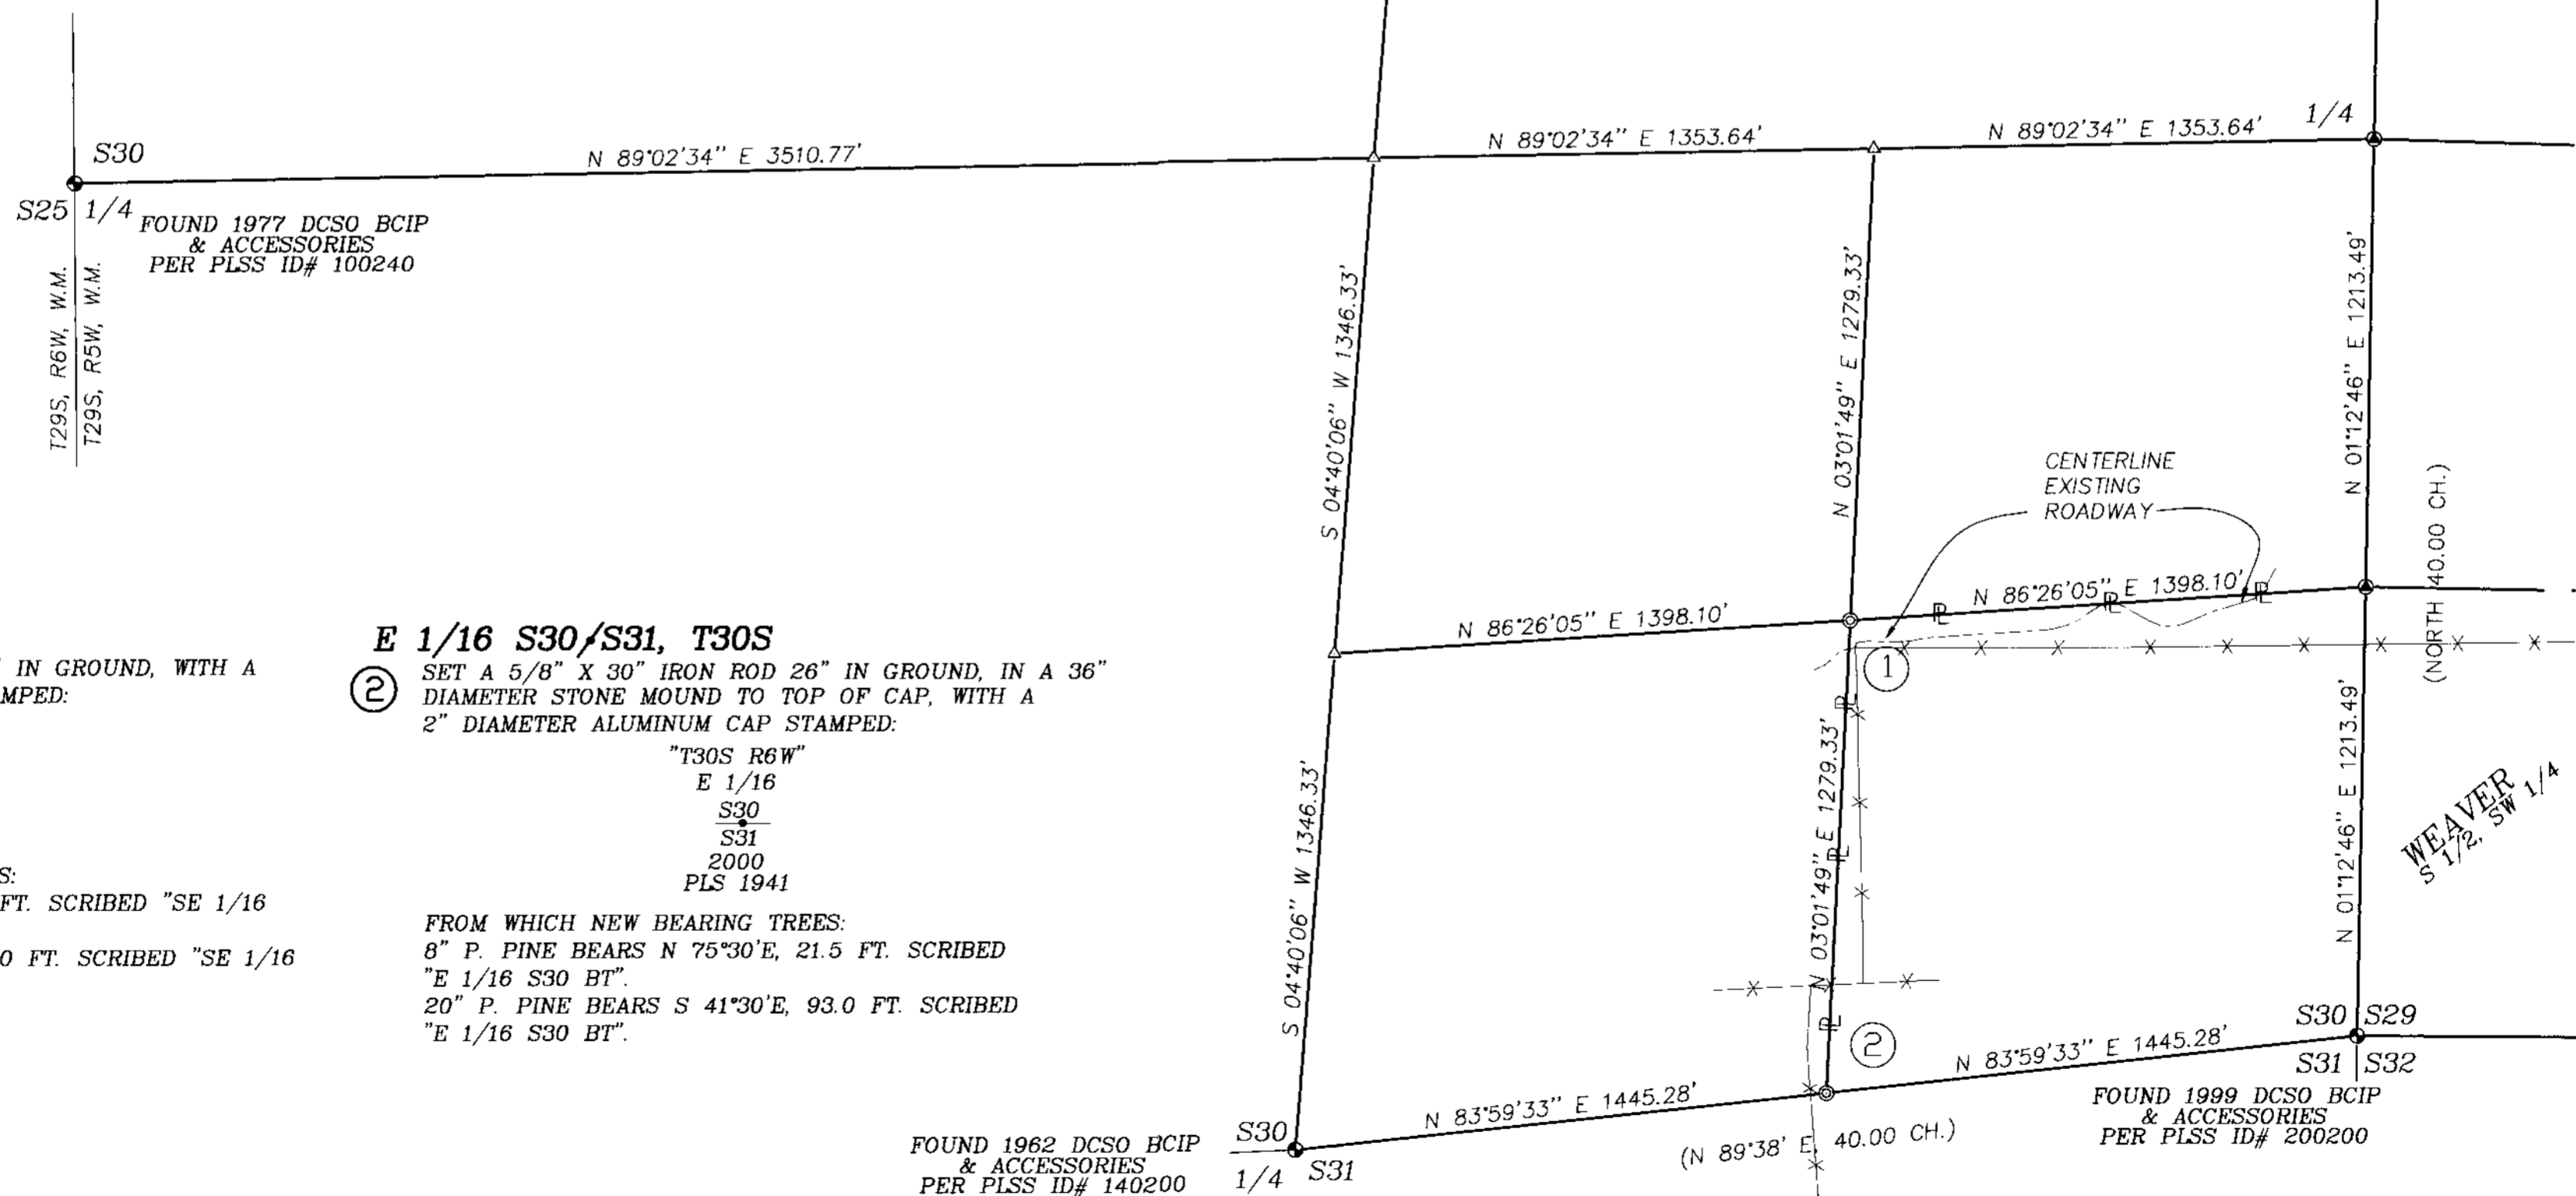 S30
S25 1/4
FOUND 1977 DCSO BCIP
& ACCESSORIES
PER PLSS ID# 100240
T29S, R6W, W.M.
T29S, R5W, W.M.
N 89°02'34" E 3510.77'
N 89°02'34" E 1353.64'
N 89°02'34" E 1353.64'
1/4
S 04°40'06" W 1346.33'
N 03°01'49" E 1279.33'
N 01°12'46" E 1213.49'
CENTERLINE
EXISTING
ROADWAY
(NORTH 40.00 CH.)
N 86°26'05" E 1398.10'
N 86°26'05" E 1398.10'
PL
PL
PL
1
PL
PL
PL
IN GROUND, WITH A
MPED:
S:
FT. SCRIBED "SE 1/16
0 FT. SCRIBED "SE 1/16
E 1/16 S30/S31, T30S
2
SET A 5/8" X 30" IRON ROD 26" IN GROUND, IN A 36"
DIAMETER STONE MOUND TO TOP OF CAP, WITH A
2" DIAMETER ALUMINUM CAP STAMPED:
"T30S R6W"
E 1/16
S30
S31
2000
PLS 1941
FROM WHICH NEW BEARING TREES:
8" P. PINE BEARS N 75°30'E, 21.5 FT. SCRIBED
"E 1/16 S30 BT".
20" P. PINE BEARS S 41°30'E, 93.0 FT. SCRIBED
"E 1/16 S30 BT".
S 04°40'06" W 1346.33'
N 03°01'49" E 1279.33'
N 01°12'46" E 1213.49'
WEAVER
S 1/2, SW 1/4
2
S30 S29
S31 S32
N 83°59'33" E 1445.28'
N 83°59'33" E 1445.28'
(N 89°38' E, 40.00 CH.)
FOUND 1999 DCSO BCIP
& ACCESSORIES
PER PLSS ID# 200200
FOUND 1962 DCSO BCIP
& ACCESSORIES
PER PLSS ID# 140200
S30
1/4 S31